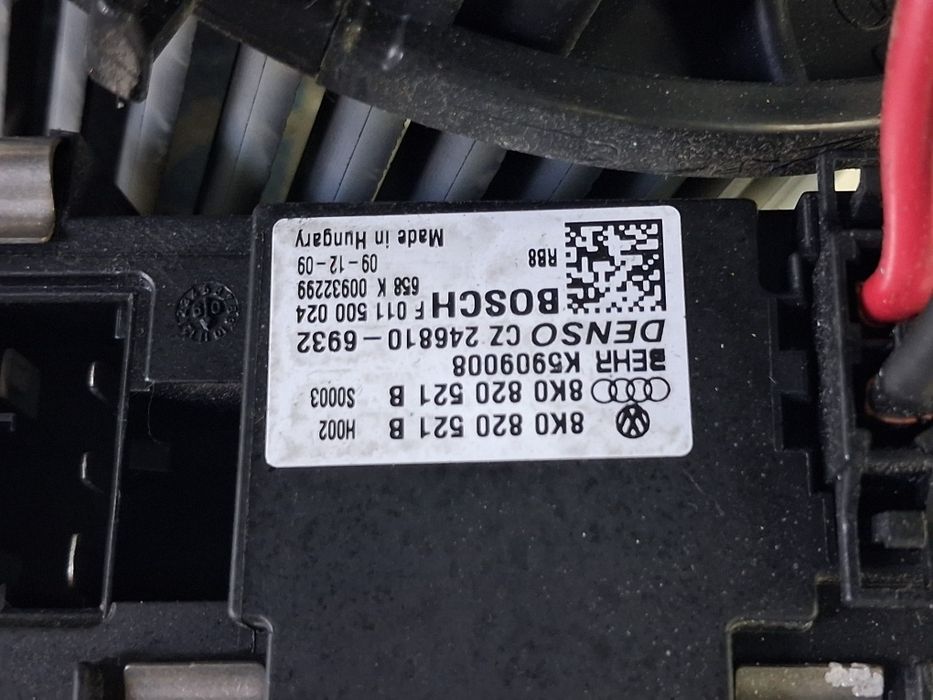 8K0 820 521 B H002
8K0 820 521 B S0003
BEHR K5909008
DENSO CZ 246810-6932
BOSCH F 011 500 024
658 K 00932299
RB8 09-12-09
Made in Hungary